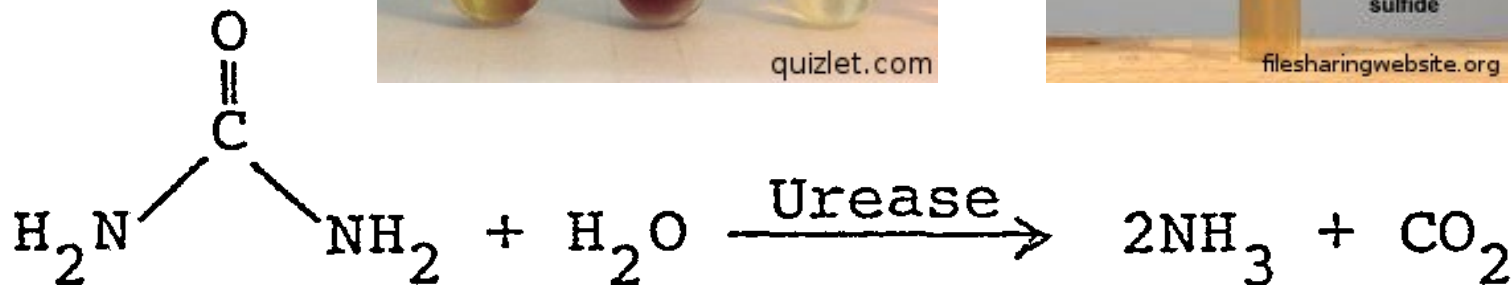 sulfide
quizlet.com
filesharingwebsite.org
O
C
H₂N NH₂ + H₂O Urease 2NH₃ + CO₂